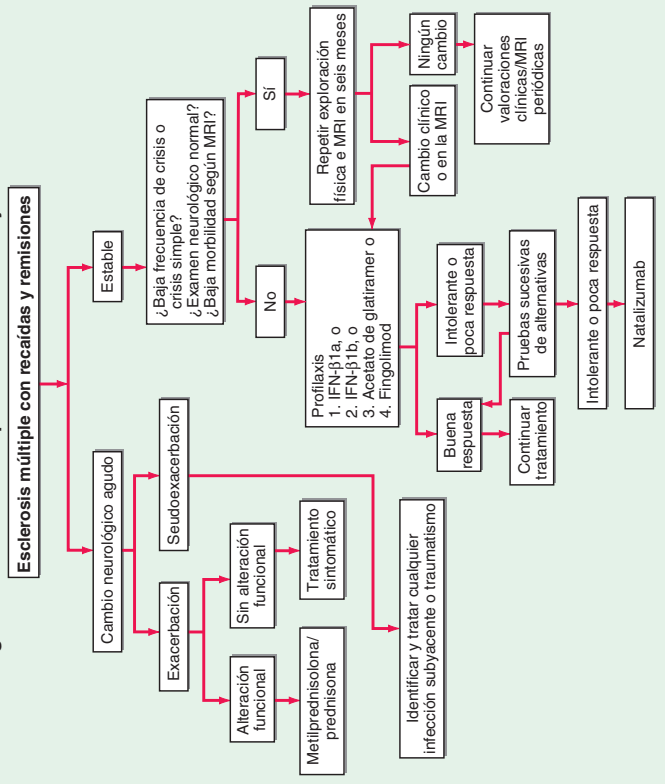 Esclerosis múltiple con recaídas y remisiones
Cambio neurológico agudo
Estable
Exacerbación
Seudoexacerbación
Alteración
funcional
Sin alteración
funcional
Metilprednisolona/
prednisona
Tratamiento
sintomático
Identificar y tratar cualquier
infección subyacente o traumatismo
¿Baja frecuencia de crisis o
crisis simple?
¿Examen neurológico normal?
¿Baja morbilidad según MRI?
No
Sí
Profilaxis
1. IFN-β1a, o
2. IFN-β1b, o
3. Acetato de glatiramer o
4. Fingolimod
Repetir exploración
física e MRI en seis meses
Cambio clínico
o en la MRI
Ningún
cambio
Continuar
valoraciones
clínicas/MRI
periódicas
Buena
respuesta
Intolerante o
poca respuesta
Continuar
tratamiento
Pruebas sucesivas
de alternativas
Intolerante o poca respuesta
Natalizumab